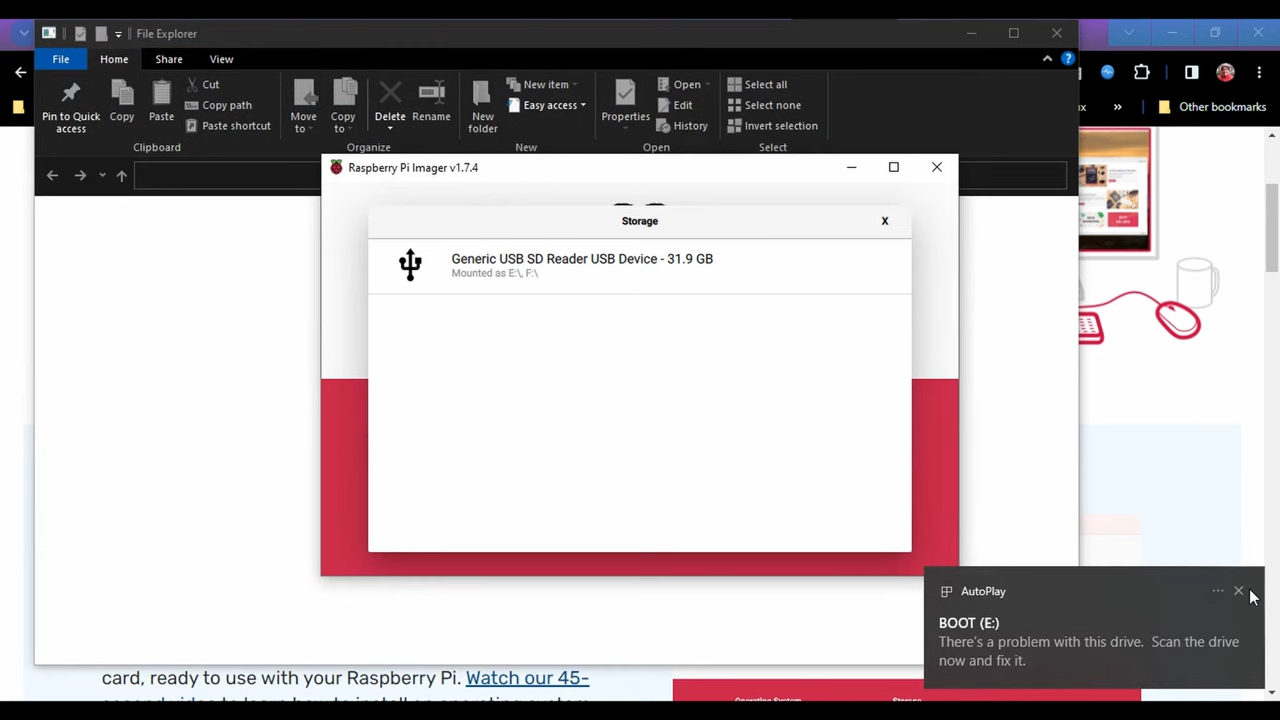 File Explorer
File
Home
Share
View
Pin to Quick access
Copy
Paste
Cut
Copy path
Paste shortcut
Clipboard
Move to
Copy to
Delete
Rename
Organize
New folder
New item
Easy access
New
Properties
Open
Edit
History
Open
Select all
Select none
Invert selection
Select
Other bookmarks
Raspberry Pi Imager v1.7.4
Storage
X
Generic USB SD Reader USB Device - 31.9 GB
Mounted as E:\, F:\
AutoPlay
BOOT (E:)
There's a problem with this drive. Scan the drive
now and fix it.
card, ready to use with your Raspberry Pi. Watch our 45-
Operating System
Storage